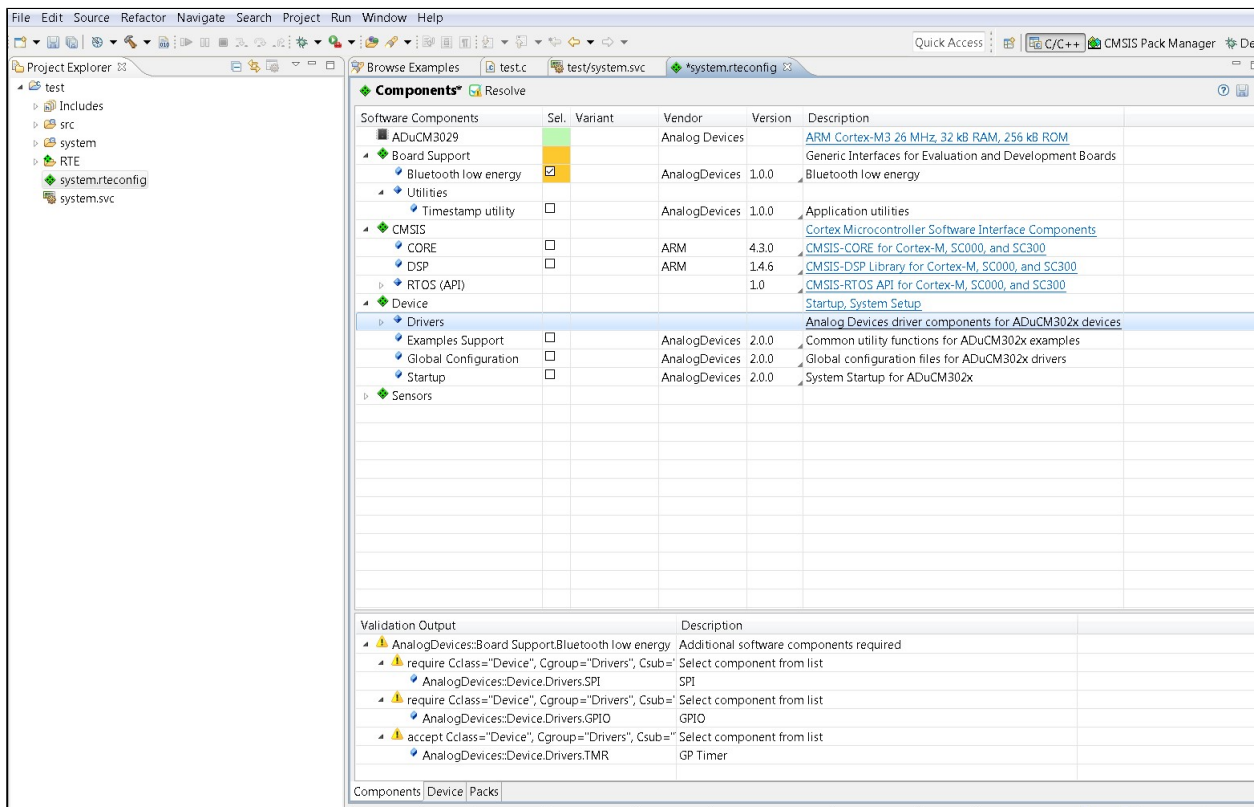 File Edit Source Refactor Navigate Search Project Run Window Help
Quick Access C/C++ CMSIS Pack Manager
Project Explorer Browse Examples test.c test/system.svc *system.rteconfig
test
Includes
src
system
RTE
system.rteconfig
system.svc
Components* Resolve
Software Components Sel. Variant Vendor Version Description
ADuCM3029 Analog Devices ARM Cortex-M3 26 MHz, 32 kB RAM, 256 kB ROM
Board Support Generic Interfaces for Evaluation and Development Boards
Bluetooth low energy AnalogDevices 1.0.0 Bluetooth low energy
Utilities
Timestamp utility AnalogDevices 1.0.0 Application utilities
CMSIS Cortex Microcontroller Software Interface Components
CORE ARM 4.3.0 CMSIS-CORE for Cortex-M, SC000, and SC300
DSP ARM 1.4.6 CMSIS-DSP Library for Cortex-M, SC000, and SC300
RTOS (API) 1.0 CMSIS-RTOS API for Cortex-M, SC000, and SC300
Device Startup, System Setup
Drivers Analog Devices driver components for ADuCM302x devices
Examples Support AnalogDevices 2.0.0 Common utility functions for ADuCM302x examples
Global Configuration AnalogDevices 2.0.0 Global configuration files for ADuCM302x drivers
Startup AnalogDevices 2.0.0 System Startup for ADuCM302x
Sensors
Validation Output Description
AnalogDevices::Board Support.Bluetooth low energy Additional software components required
require Cclass="Device", Cgroup="Drivers", Csub=' Select component from list
AnalogDevices::Device.Drivers.SPI SPI
require Cclass="Device", Cgroup="Drivers", Csub=' Select component from list
AnalogDevices::Device.Drivers.GPIO GPIO
accept Cclass="Device", Cgroup="Drivers", Csub=" Select component from list
AnalogDevices::Device.Drivers.TMR GP Timer
Components Device Packs